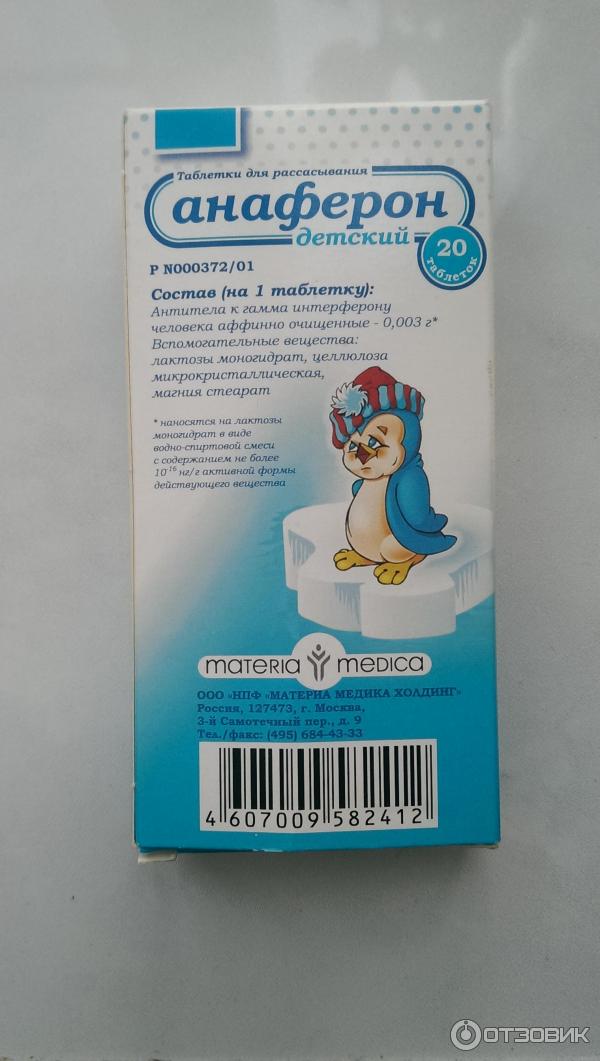 Таблетки для рассасывания
анаферон
детский
20
таблеток
Р N000372/01
Состав (на 1 таблетку):
Антитела к гамма интерферону
человека аффинно очищенные - 0,003 г*
Вспомогательные вещества:
лактозы моногидрат, целлюлоза
микрокристаллическая,
магния стеарат
* наносятся на лактозы
моногидрат в виде
водно-спиртовой смеси
с содержанием не более
10⁻¹⁶ нг/г активной формы
действующего вещества
materia medica
ООО «НПФ «МАТЕРИА МЕДИКА ХОЛДИНГ»
Россия, 127473, г. Москва,
3-й Самотечный пер., д. 9
Тел./факс: (495) 684-43-33
4 607009 582412
ОТЗОВИК